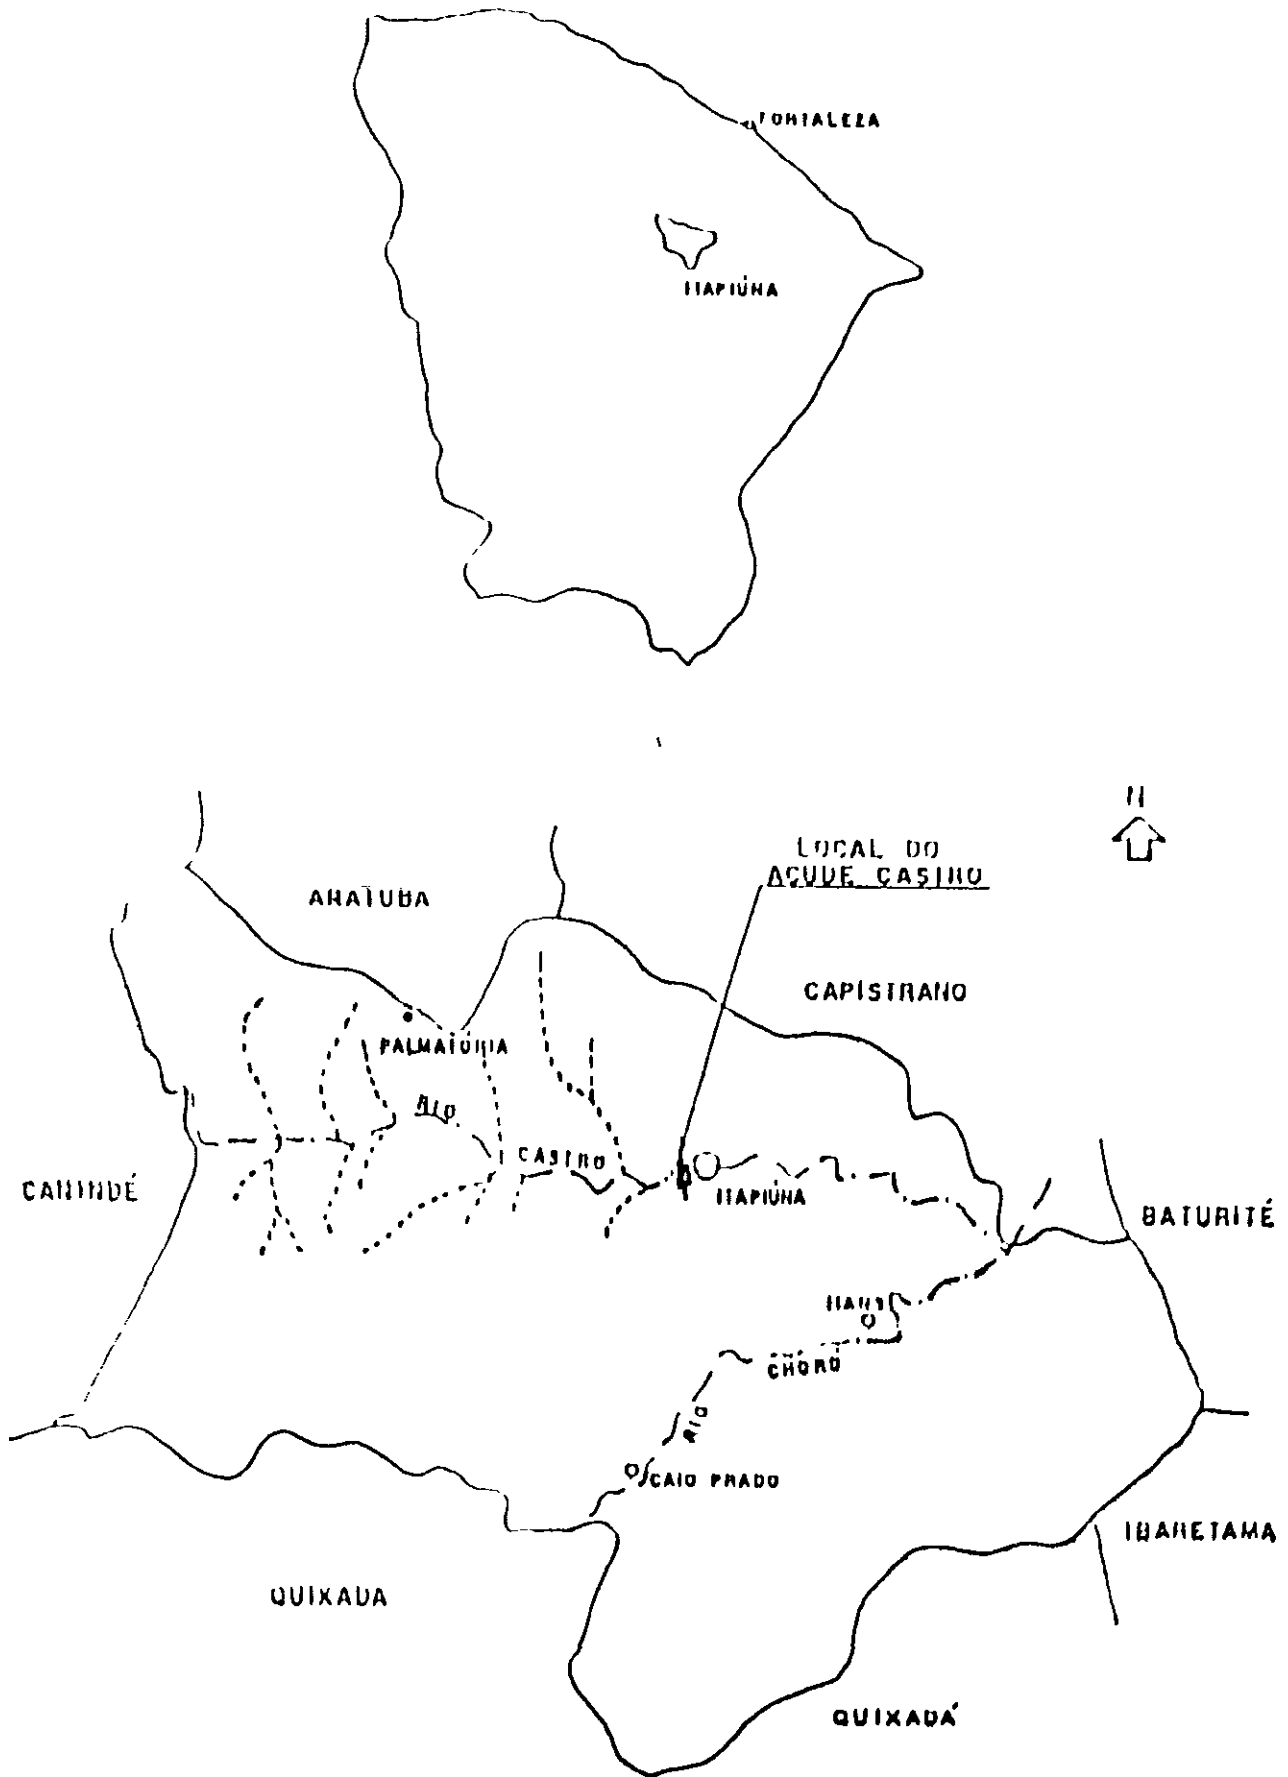 FORTALEZA
ITAPIÚNA
N
LOCAL DO
AÇUDE CASTRO
ARATUBA
CAPISTRANO
PALMATÓRIA
RIO
CASTRO
CANINDÉ
ITAPIÚNA
BATURITÉ
CHORÓ
RIO
CAIO PRADO
IBARETAMA
QUIXADA
QUIXADÁ